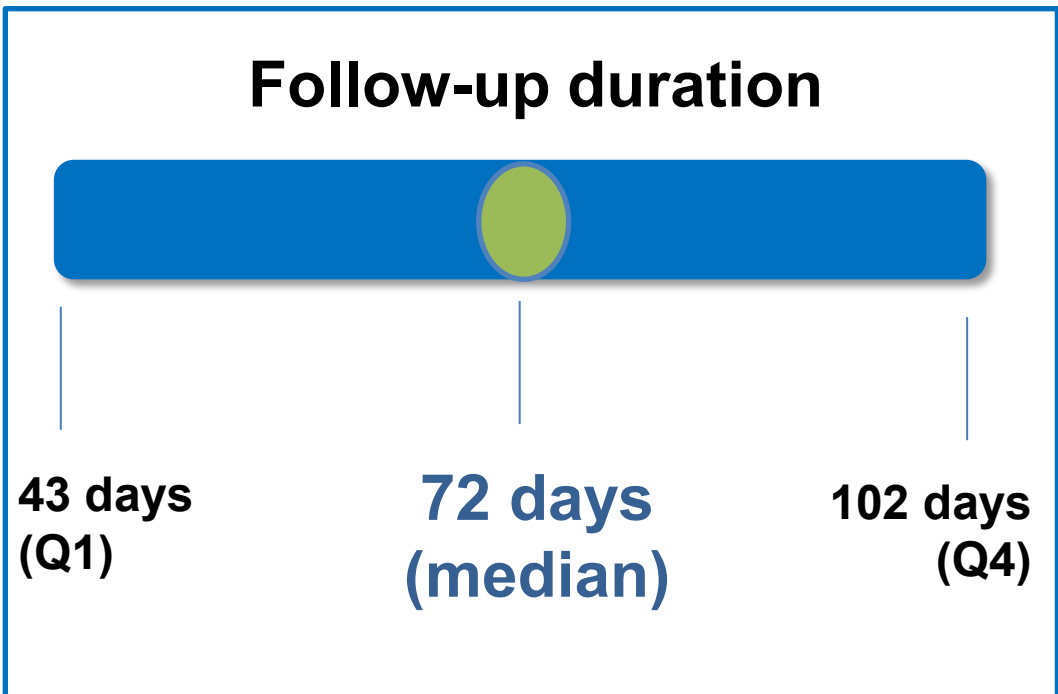 Follow-up duration
43 days
(Q1)
72 days
(median)
102 days
(Q4)